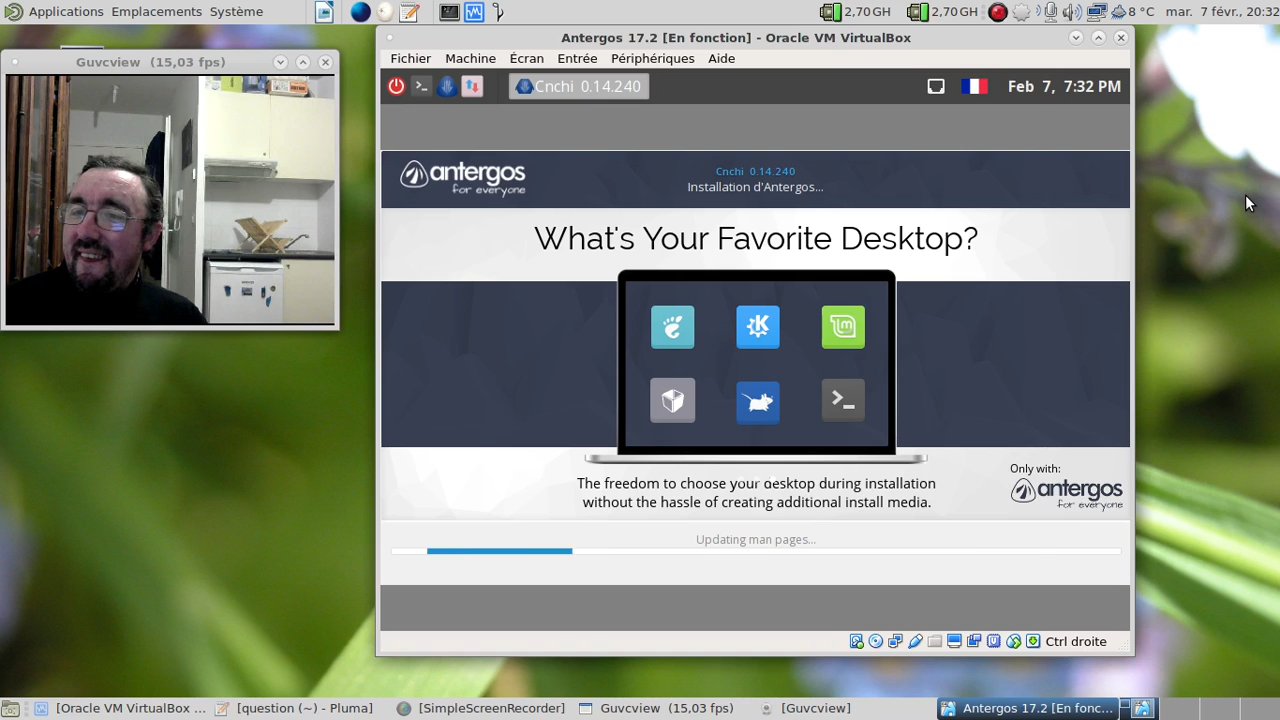 Applications Emplacements Système
2,70 GH 2,70 GH 8 °C mar. 7 févr., 20:32
Guvcview (15,03 fps)
Antergos 17.2 [En fonction] - Oracle VM VirtualBox
Fichier Machine Écran Entrée Périphériques Aide
Cnchi 0.14.240
Feb 7, 7:32 PM
antergos
for everyone
Cnchi 0.14.240
Installation d'Antergos...
What's Your Favorite Desktop?
The freedom to choose your desktop during installation
without the hassle of creating additional install media.
Only with:
antergos
for everyone
Updating man pages...
Ctrl droite
[Oracle VM VirtualBox ... [question (~) - Pluma] [SimpleScreenRecorder] Guvcview (15,03 fps) [Guvcview] Antergos 17.2 [En fonc...